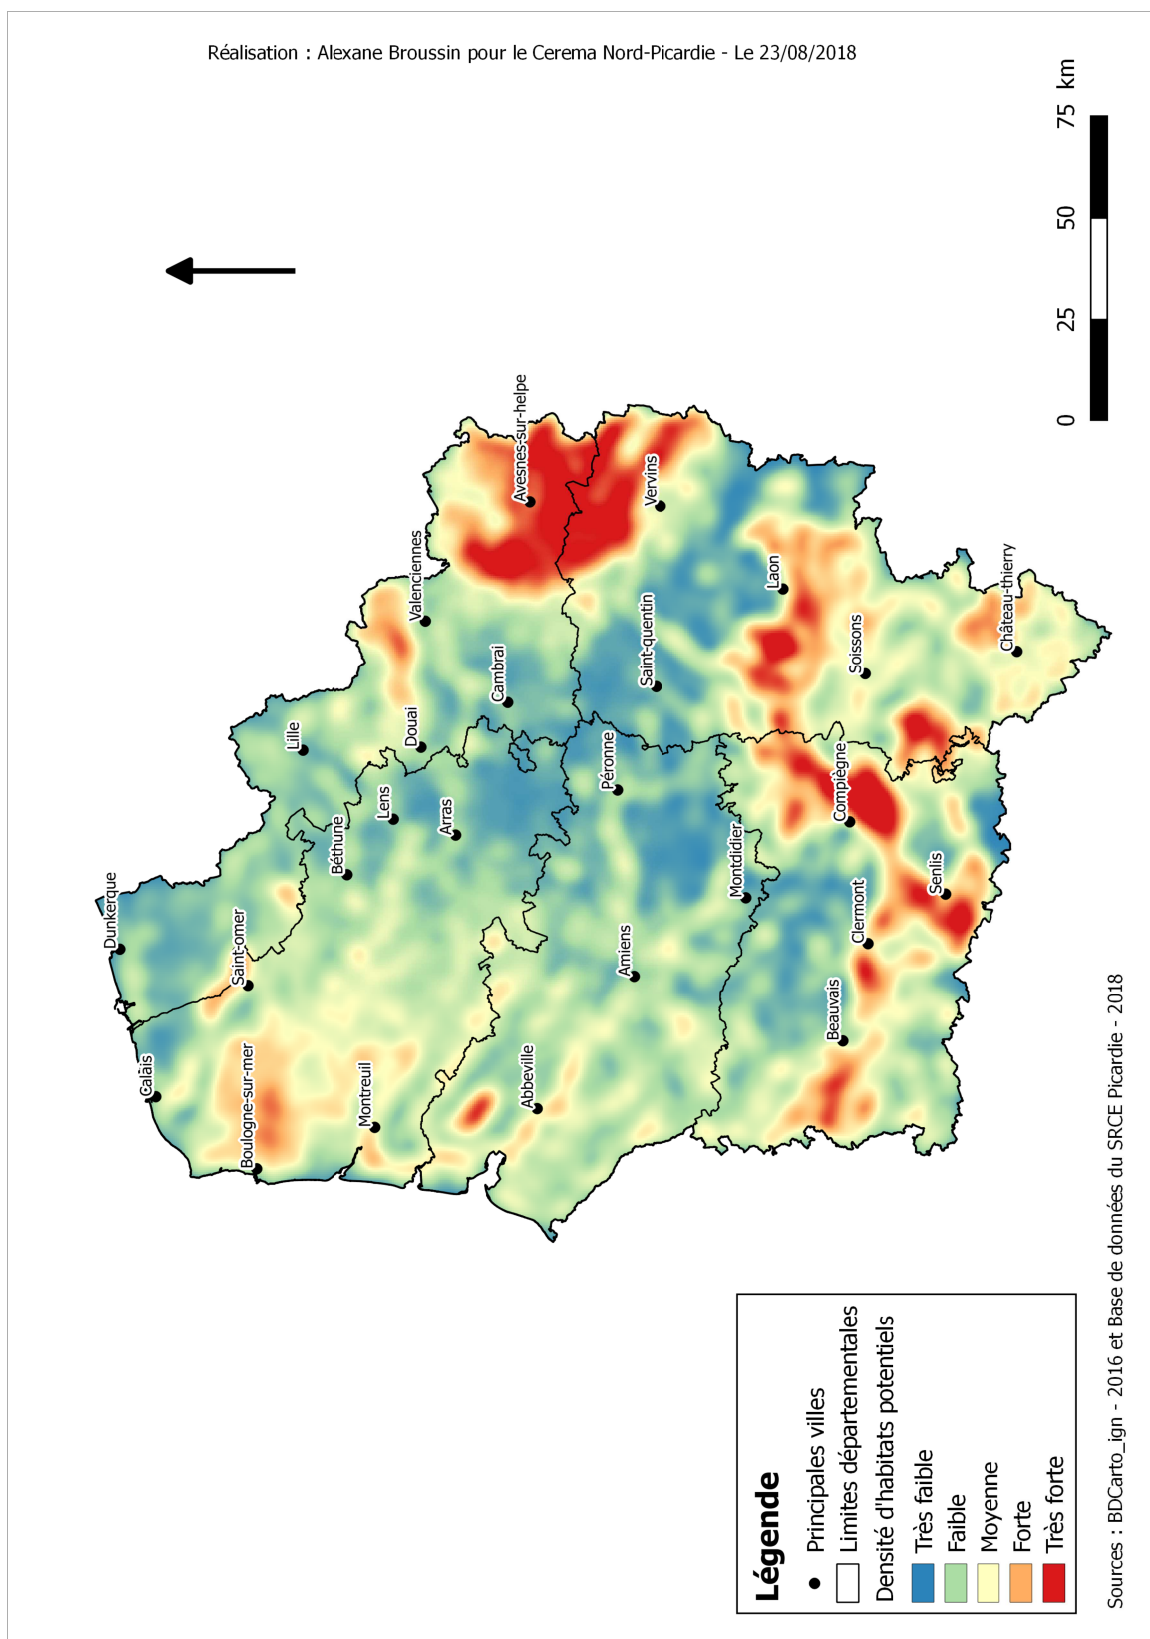 Réalisation : Alexane Broussin pour le Cerema Nord-Picardie - Le 23/08/2018
Dunkerque
Calais
Saint-omer
Boulogne-sur-mer
Lille
Béthune
Montreuil
Lens
Douai
Valenciennes
Arras
Cambrai
Avesnes-sur-helpe
Abbeville
Péronne
Amiens
Saint-quentin
Vervins
Montdidier
Laon
Beauvais
Compiègne
Clermont
Soissons
Senlis
Château-thierry
0 25 50 75 km
Légende
Principales villes
Limites départementales
Densité d'habitats potentiels
Très faible
Faible
Moyenne
Forte
Très forte
Sources : BDCarto_ign - 2016 et Base de données du SRCE Picardie - 2018